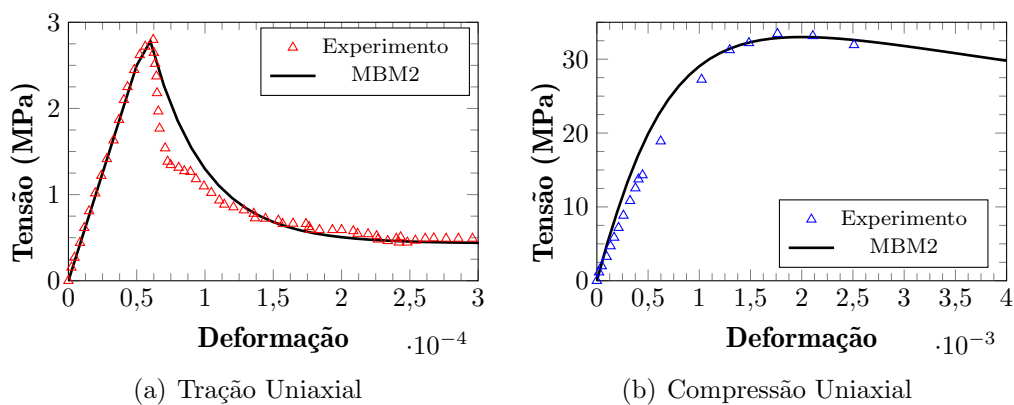 3
2
1
0
Tensão (MPa)
0
0,5
1
1,5
2
2,5
3
Deformação
·10−4
Experimento
MBM2
(a) Tração Uniaxial
30
20
10
0
Tensão (MPa)
0
0,5
1
1,5
2
2,5
3
3,5
4
Deformação
·10−3
Experimento
MBM2
(b) Compressão Uniaxial